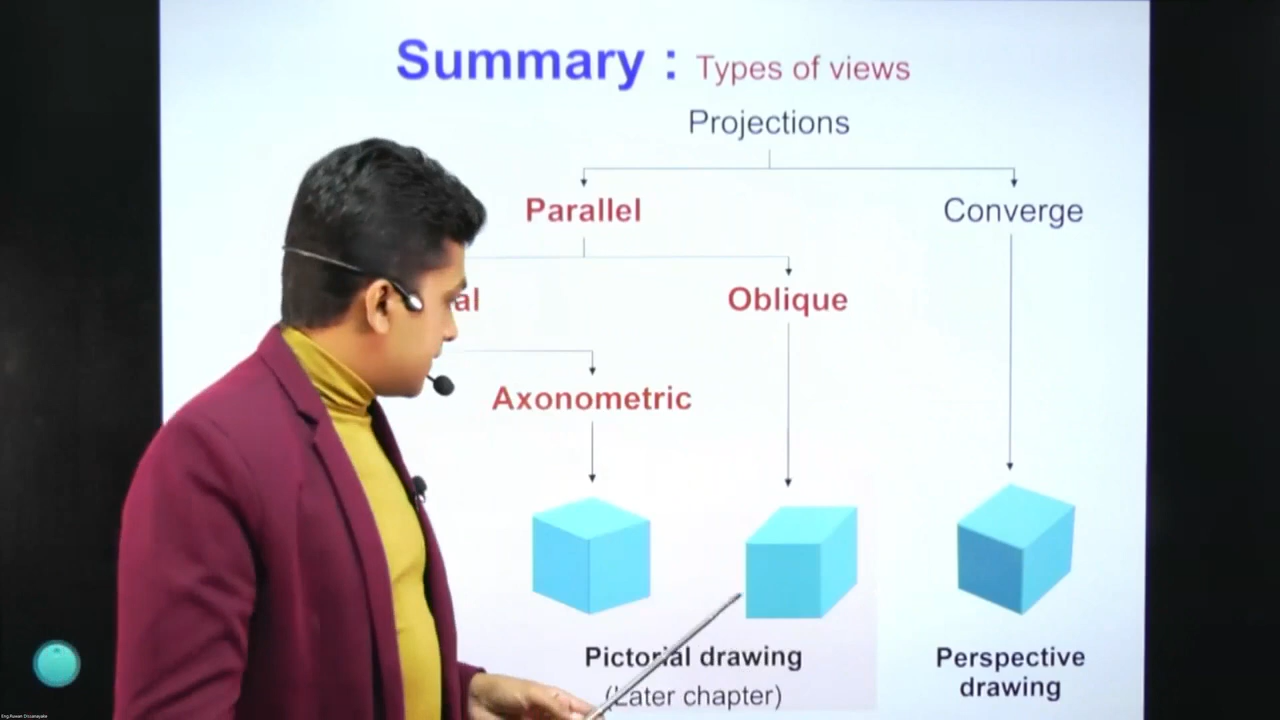 Summary : Types of views
Projections
Parallel
Converge
al
Oblique
Axonometric
Pictorial drawing
(Later chapter)
Perspective
drawing